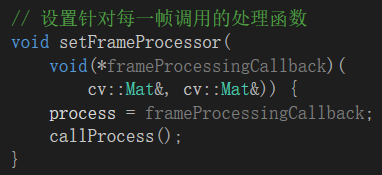 // 设置针对每一帧调用的处理函数
void setFrameProcessor(
    void(*frameProcessingCallback)(
        cv::Mat&, cv::Mat&)) {
    process = frameProcessingCallback;
    callProcess();
}